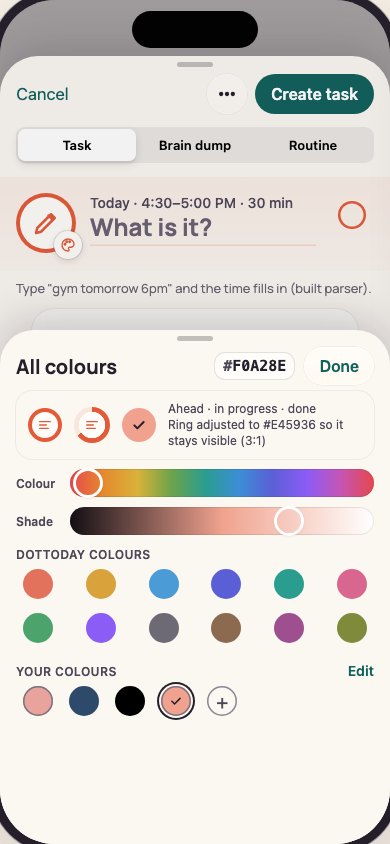 Cancel
•••
Create task
Task
Brain dump
Routine
Today · 4:30–5:00 PM · 30 min
What is it?
Type "gym tomorrow 6pm" and the time fills in (built parser).
All colours
#F0A28E
Done
Ahead · in progress · done
Ring adjusted to #E45936 so it
stays visible (3:1)
Colour
Shade
DOTTODAY COLOURS
YOUR COLOURS
Edit